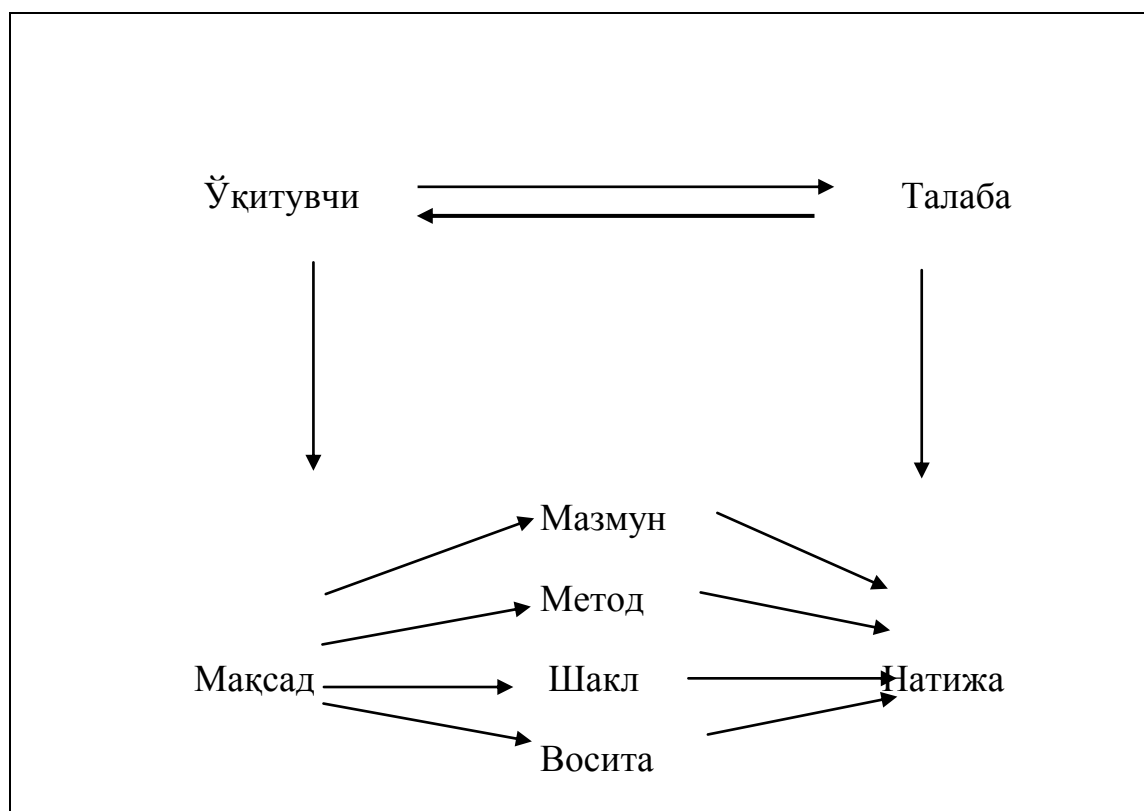 Ўқитувчи Талаба
Мазмун
Метод
Мақсад Шакл Натижа
Восита